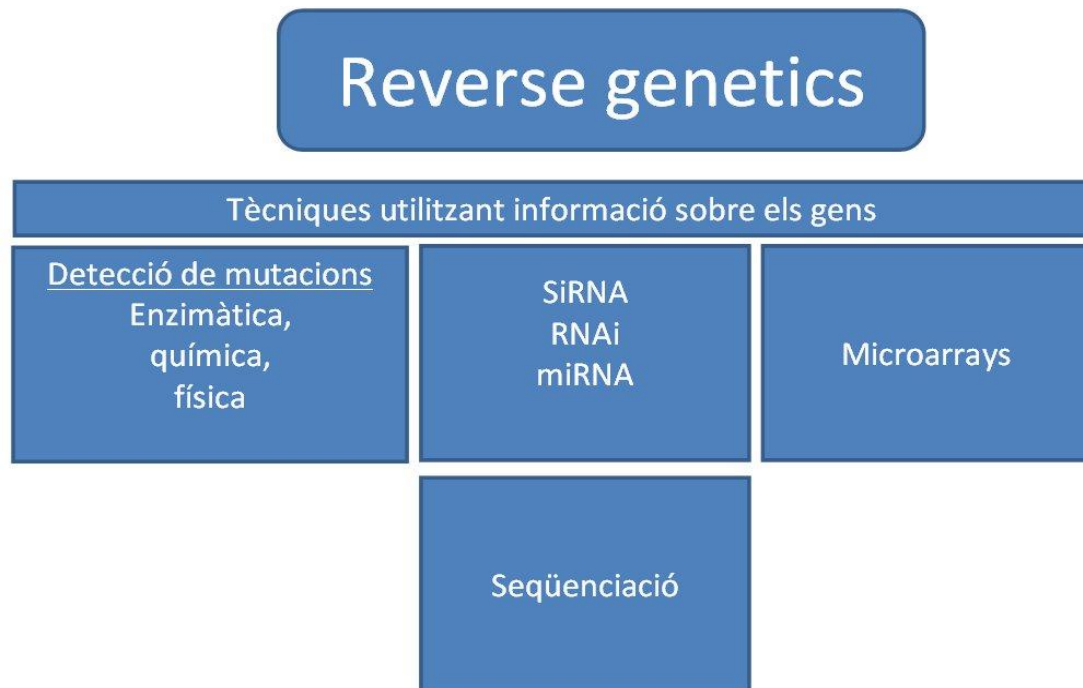 Reverse genetics
Tècniques utilitzant informació sobre els gens
Detecció de mutacions
Enzimàtica,
química,
física
SiRNA
RNAi
miRNA
Microarrays
Seqüenciació